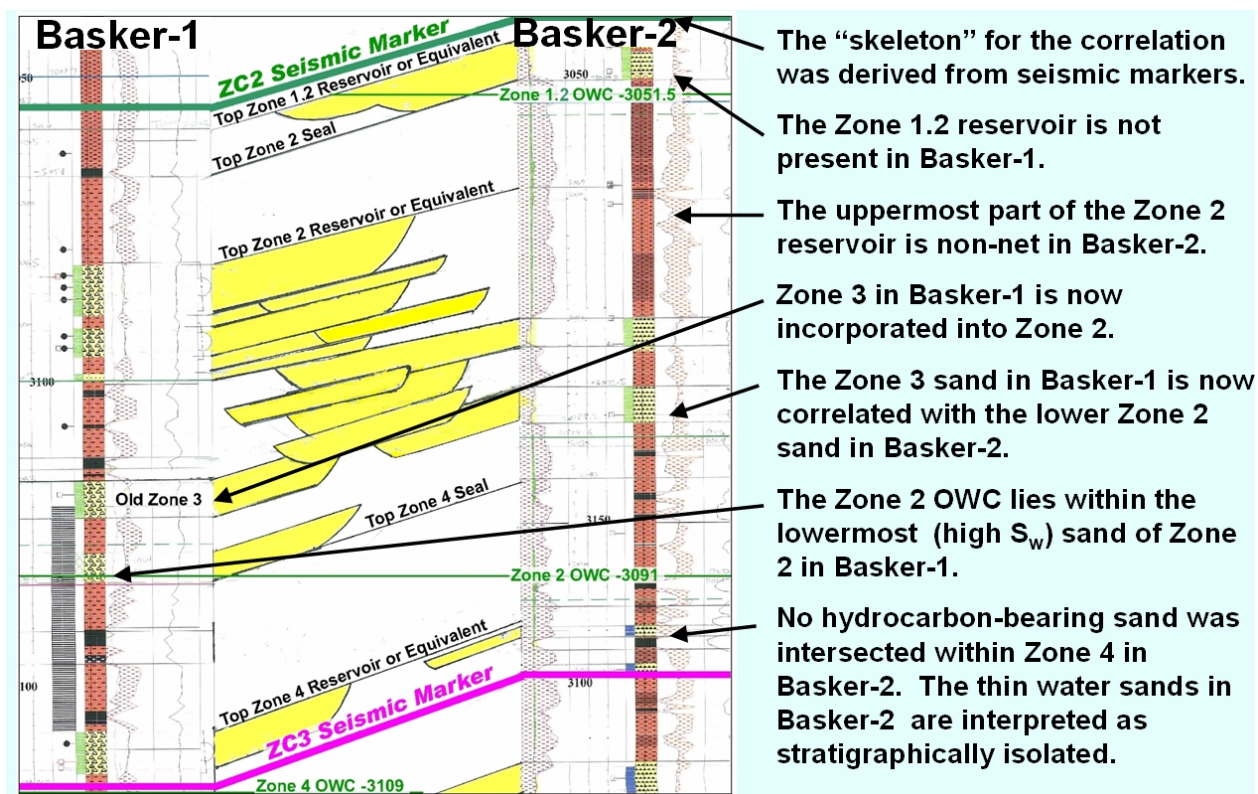 Basker-1
ZC2 Seismic Marker
Basker-2
Top Zone 1.2 Reservoir or Equivalent
Zone 1.2 OWC -3051.5
3050
Top Zone 2 Seal
Top Zone 2 Reservoir or Equivalent
3100
Old Zone 3
Top Zone 4 Seal
3150
Zone 2 OWC -3091
Top Zone 4 Reservoir or Equivalent
ZC3 Seismic Marker
3100
100
Zone 4 OWC -3109
The “skeleton” for the correlation
was derived from seismic markers.
The Zone 1.2 reservoir is not
present in Basker-1.
The uppermost part of the Zone 2
reservoir is non-net in Basker-2.
Zone 3 in Basker-1 is now
incorporated into Zone 2.
The Zone 3 sand in Basker-1 is now
correlated with the lower Zone 2
sand in Basker-2.
The Zone 2 OWC lies within the
lowermost (high Sw) sand of Zone
2 in Basker-1.
No hydrocarbon-bearing sand was
intersected within Zone 4 in
Basker-2. The thin water sands in
Basker-2 are interpreted as
stratigraphically isolated.